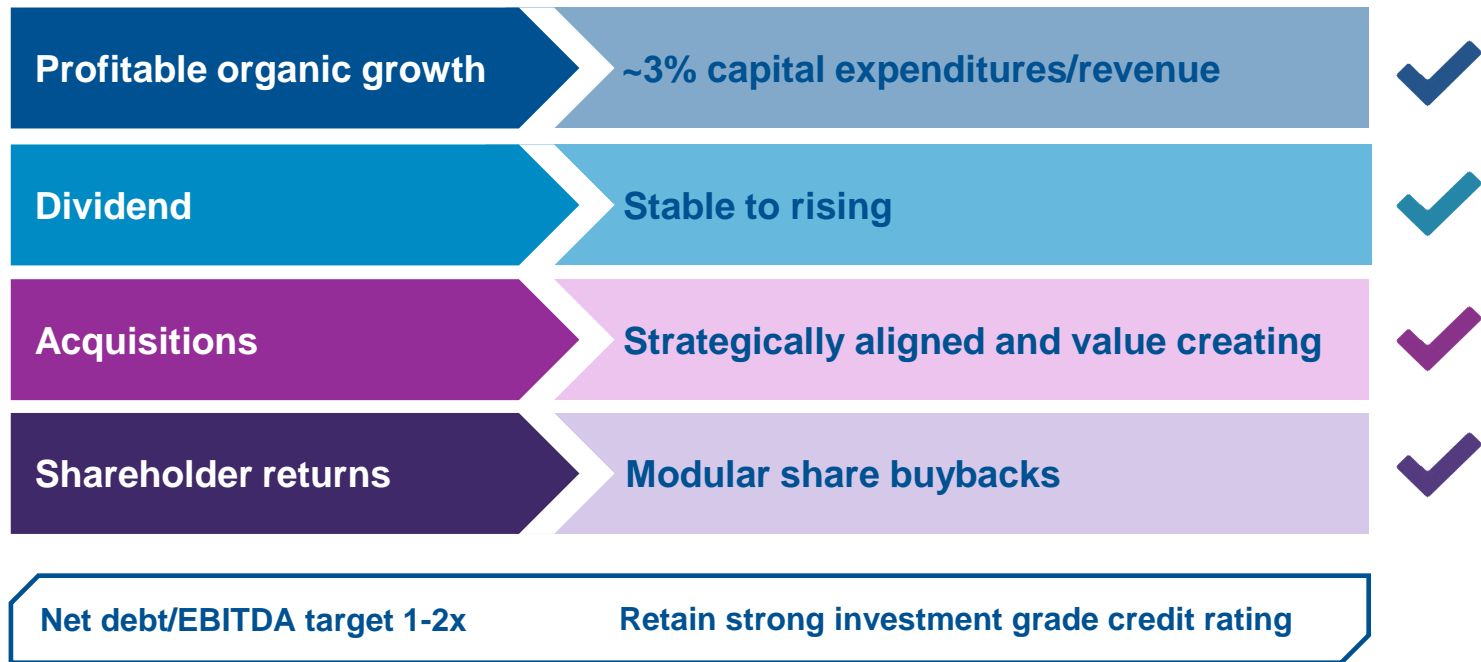 Profitable organic growth
~3% capital expenditures/revenue
Dividend
Stable to rising
Acquisitions
Strategically aligned and value creating
Shareholder returns
Modular share buybacks
Net debt/EBITDA target 1-2x
Retain strong investment grade credit rating